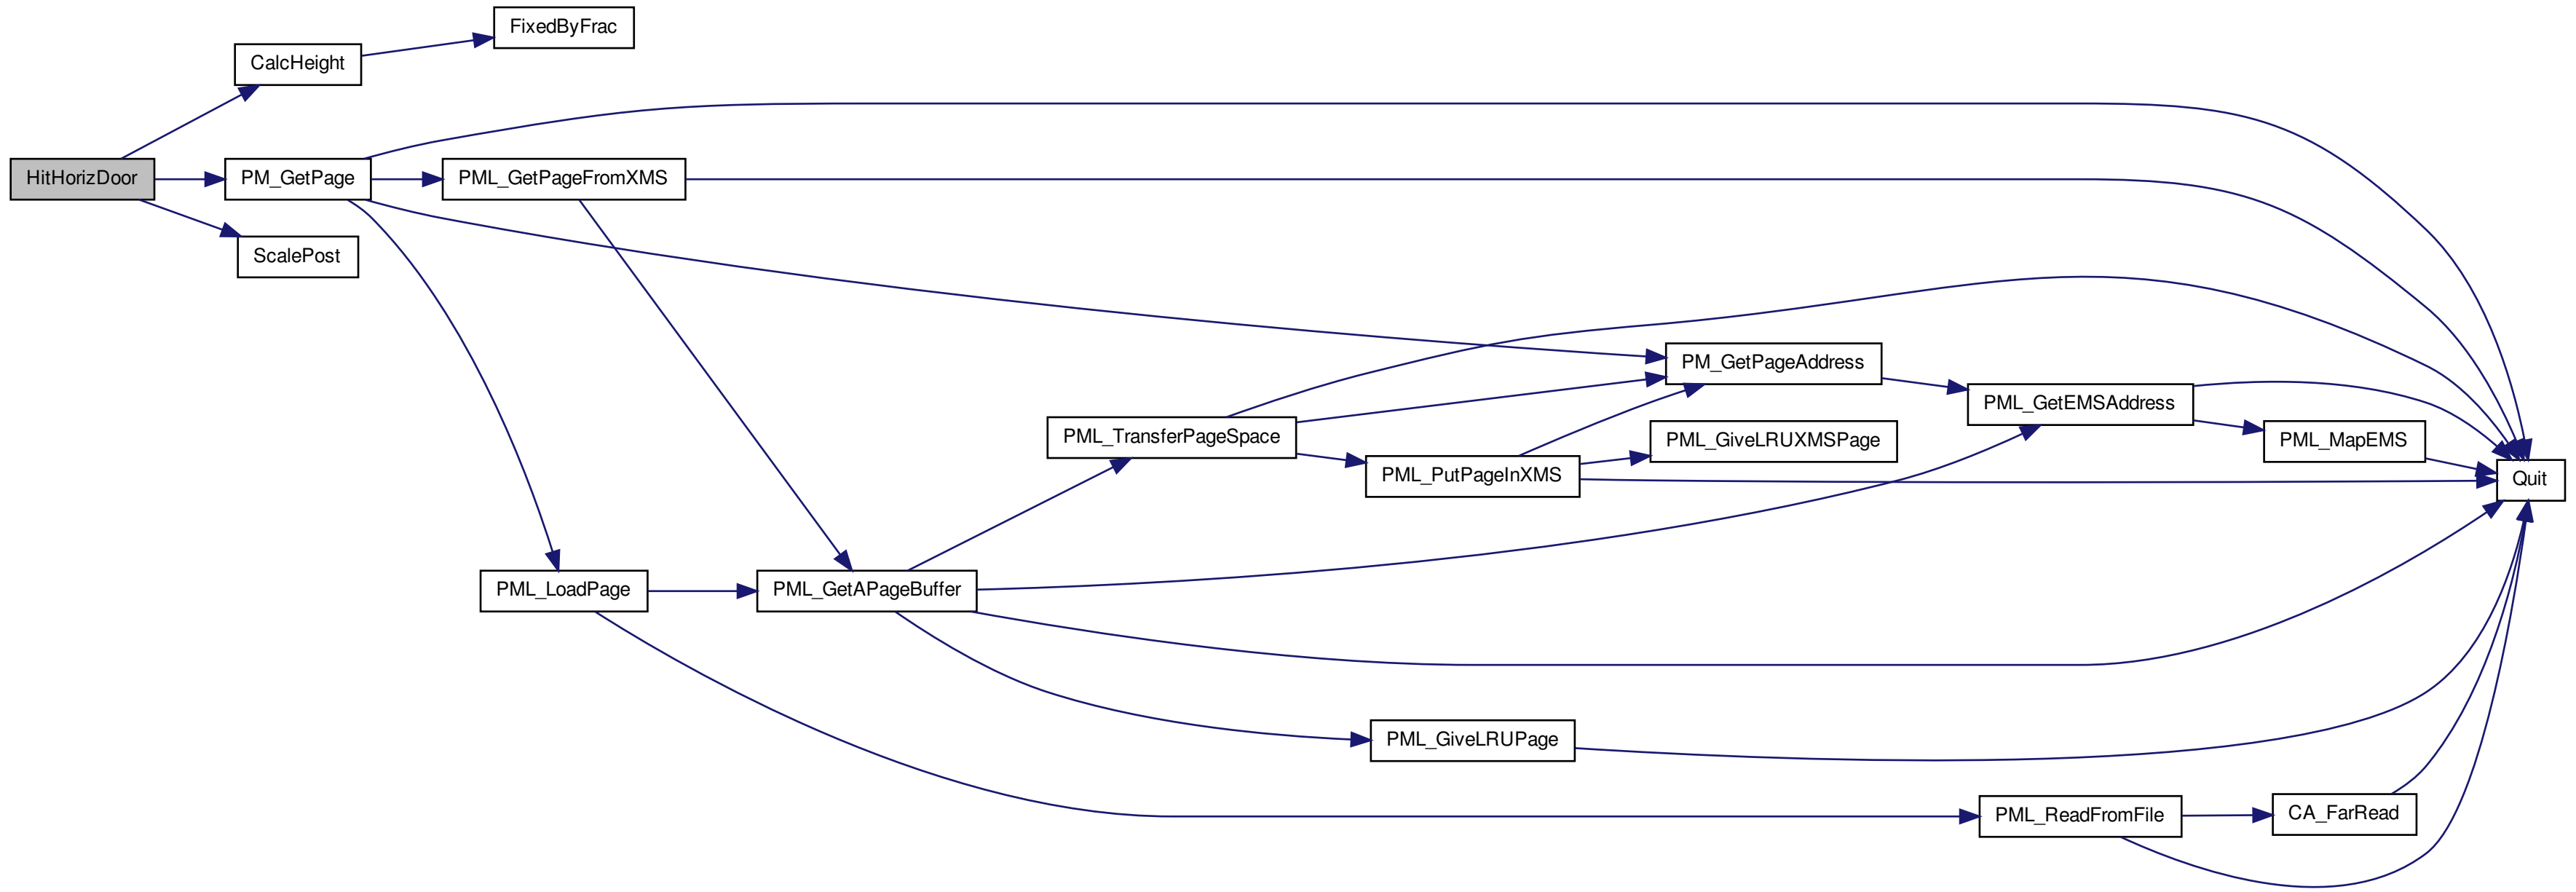 FixedByFrac
CalcHeight
HitHorizDoor
PM_GetPage
PML_GetPageFromXMS
ScalePost
PM_GetPageAddress
PML_GetEMSAddress
PML_TransferPageSpace
PML_GiveLRUXMSPage
PML_MapEMS
PML_PutPageInXMS
Quit
PML_LoadPage
PML_GetAPageBuffer
PML_GiveLRUPage
PML_ReadFromFile
CA_FarRead